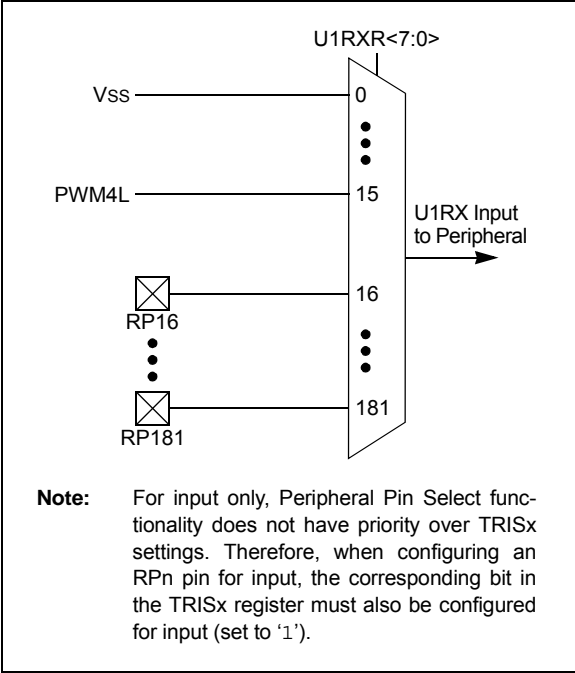 U1RXR<7:0>
Vss
0
PWM4L
15
U1RX Input
to Peripheral
16
RP16
181
RP181
Note: For input only, Peripheral Pin Select func-
tionality does not have priority over TRISx
settings. Therefore, when configuring an
RPn pin for input, the corresponding bit in
the TRISx register must also be configured
for input (set to ‘1’).